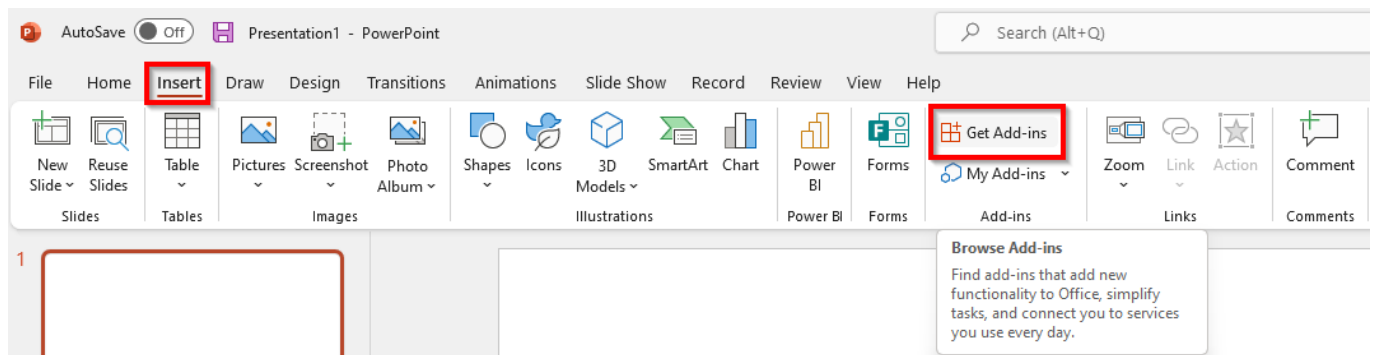 AutoSave Off Presentation1 - PowerPoint Search (Alt+Q)
File Home Insert Draw Design Transitions Animations Slide Show Record Review View Help
New Slide
Reuse Slides
Table
Pictures
Screenshot
Photo Album
Shapes
Icons
3D Models
SmartArt
Chart
Power BI
Forms
Get Add-ins
My Add-ins
Zoom
Link
Action
Comment
Slides Tables Images Illustrations Power BI Forms Add-ins Links Comments
1
Browse Add-ins
Find add-ins that add new
functionality to Office, simplify
tasks, and connect you to services
you use every day.